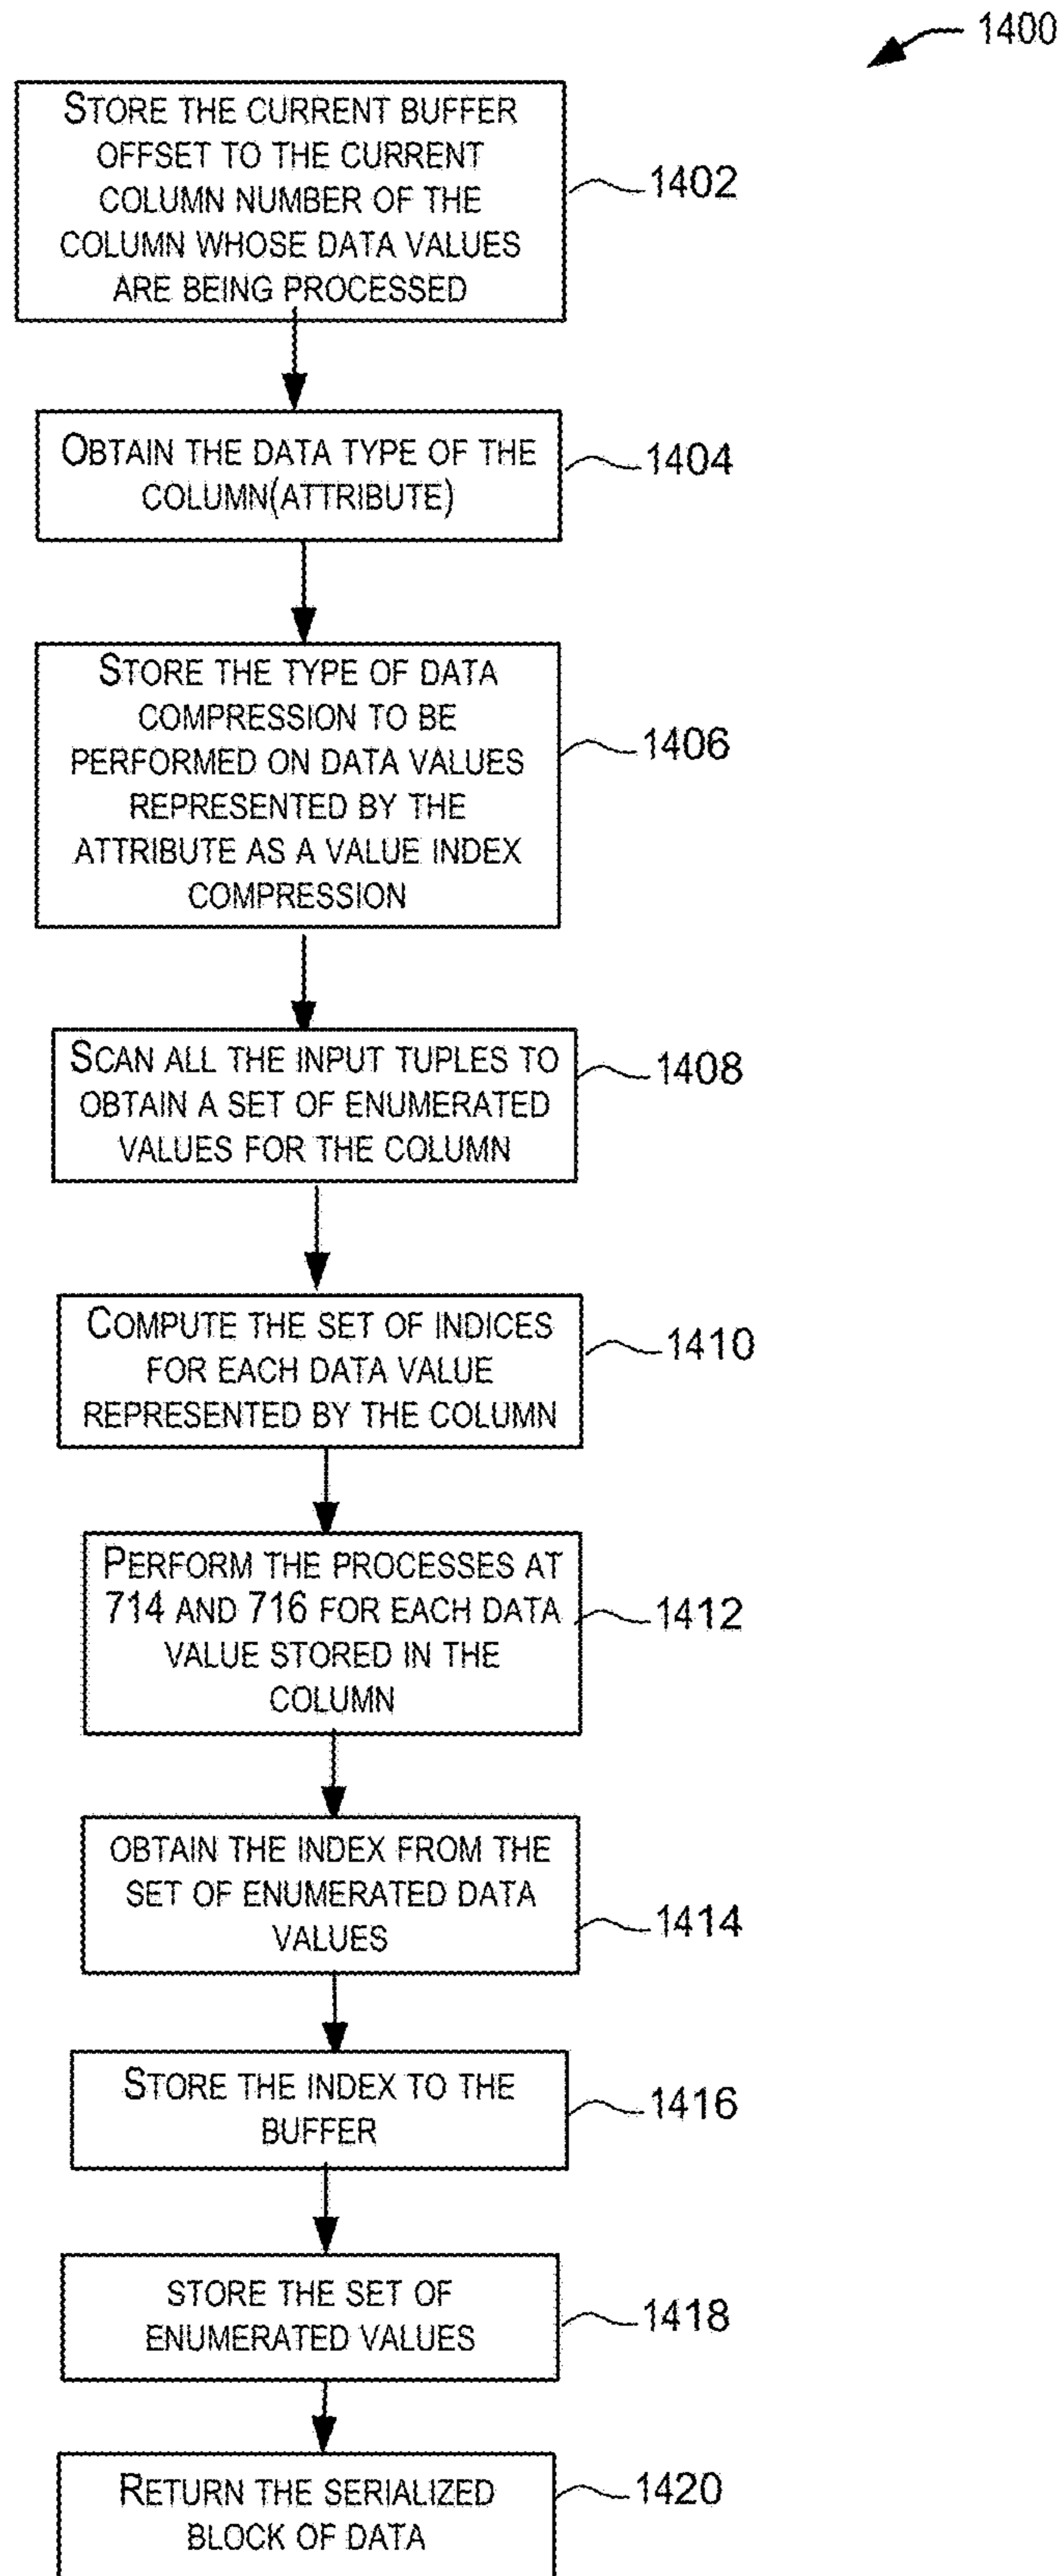 1400
STORE THE CURRENT BUFFER
OFFSET TO THE CURRENT
COLUMN NUMBER OF THE
COLUMN WHOSE DATA VALUES
ARE BEING PROCESSED
1402
OBTAIN THE DATA TYPE OF THE
COLUMN(ATTRIBUTE)
1404
STORE THE TYPE OF DATA
COMPRESSION TO BE
PERFORMED ON DATA VALUES
REPRESENTED BY THE
ATTRIBUTE AS A VALUE INDEX
COMPRESSION
1406
SCAN ALL THE INPUT TUPLES TO
OBTAIN A SET OF ENUMERATED
VALUES FOR THE COLUMN
1408
COMPUTE THE SET OF INDICES
FOR EACH DATA VALUE
REPRESENTED BY THE COLUMN
1410
PERFORM THE PROCESSES AT
714 AND 716 FOR EACH DATA
VALUE STORED IN THE
COLUMN
1412
OBTAIN THE INDEX FROM THE
SET OF ENUMERATED DATA
VALUES
1414
STORE THE INDEX TO THE
BUFFER
1416
STORE THE SET OF
ENUMERATED VALUES
1418
RETURN THE SERIALIZED
BLOCK OF DATA
1420